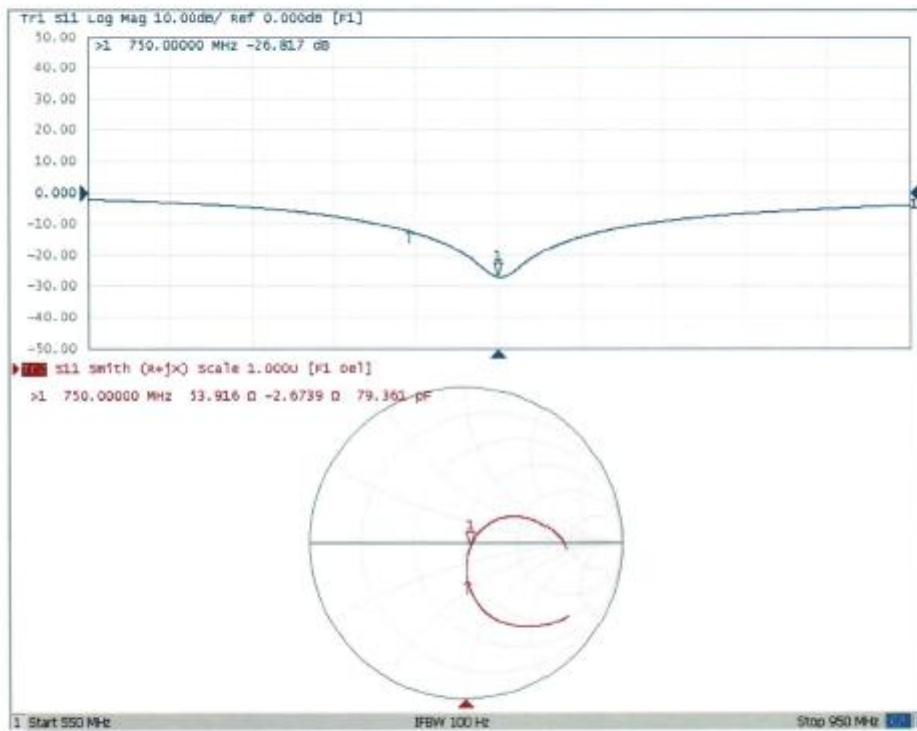 Tr1 S11 Log Mag 10.00dB/ Ref 0.000dB [F1]
50.00
>1 750.00000 MHz -26.817 dB
40.00
30.00
20.00
10.00
0.000
1
-10.00
1
-20.00
-30.00
-40.00
-50.00
S11 Smith (R+jX) Scale 1.000U [F1 Del]
>1 750.00000 MHz 53.916 Ω -2.6739 Ω 79.361 pF
1
1 Start 550 MHz
IFBW 100 Hz
Stop 950 MHz